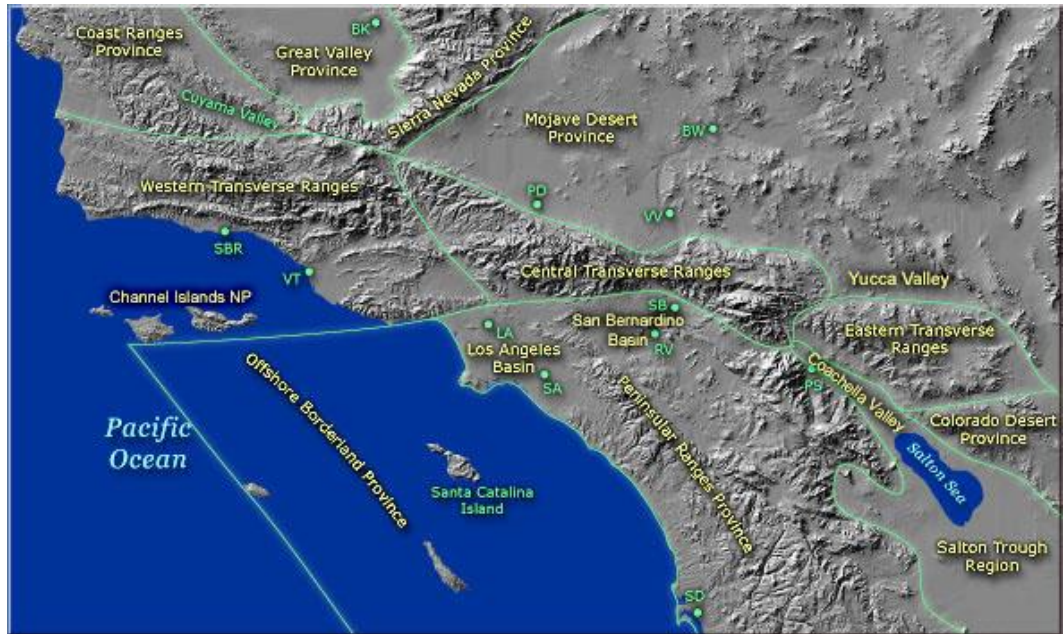 BK
Coast Ranges
Province
Great Valley
Province
Sierra Nevada Province
Cuyama Valley
Mojave Desert
Province
BW
Western Transverse Ranges
PD
VV
SBR
VT
Central Transverse Ranges
Yucca Valley
Channel Islands NP
SB
San Bernardino
Basin
RV
LA
Los Angeles
Basin
SA
Eastern Transverse
Ranges
PS
Coachella Valley
Offshore Borderland Province
Peninsular Ranges Province
Colorado Desert
Province
Pacific
Ocean
Salton Sea
Santa Catalina
Island
Salton Trough
Region
SD